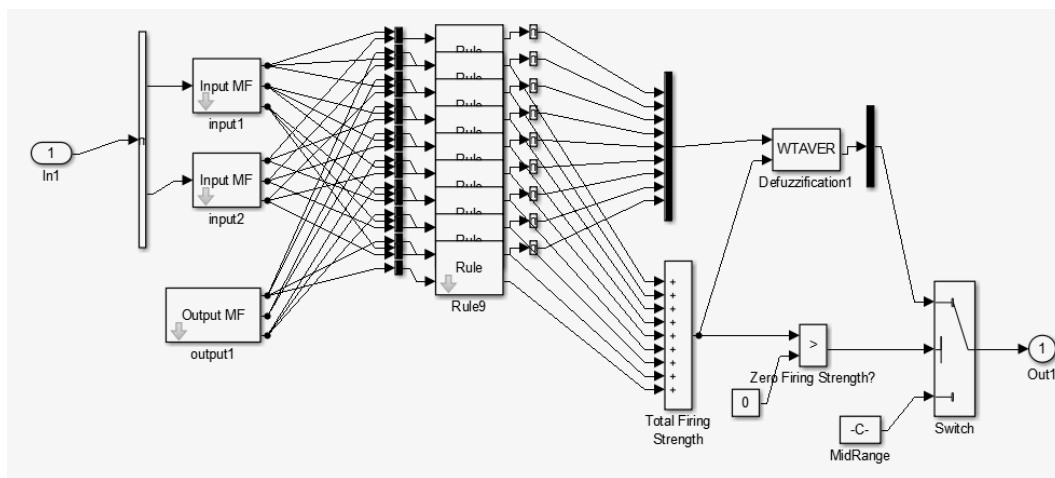 1
In1
Input MF
input1
Input MF
input2
Output MF
output1
Rule
Rule
Rule
Rule
Rule
Rule
Rule
Rule
Rule
Rule9
WTAVER
Defuzzification1
+
+
+
+
+
+
+
+
+
Total Firing
Strength
>
Zero Firing Strength?
0
-C-
MidRange
Switch
1
Out1